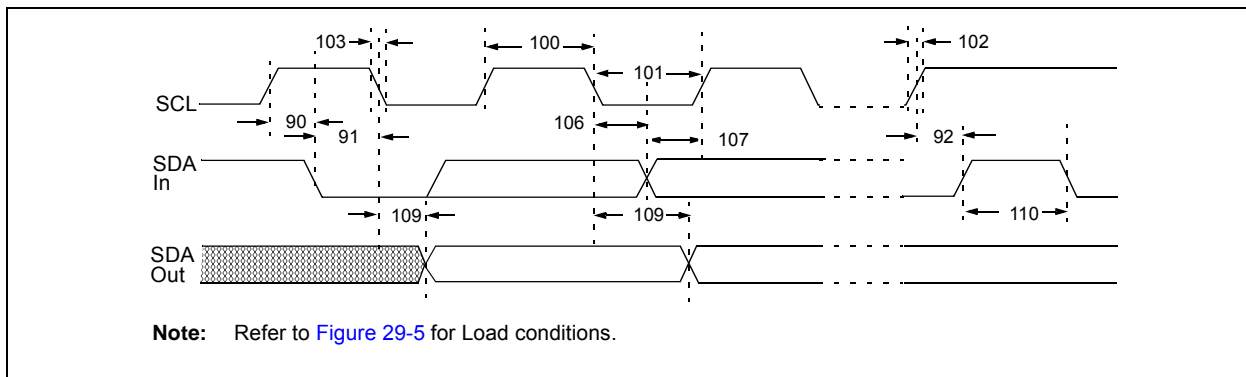 103
100
102
101
SCL
90
91
106
107
92
SDA
In
109
109
110
SDA
Out
Note: Refer to Figure 29-5 for Load conditions.